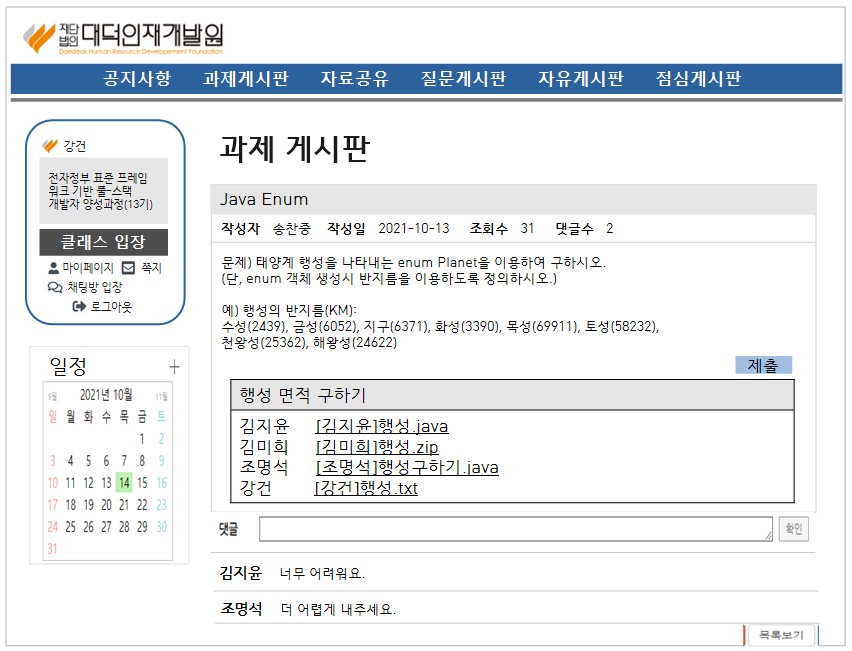 재단법인 대덕인재개발원
Daedeok Human Resource Developement Foundation
공지사항 과제게시판 자료공유 질문게시판 자유게시판 점심게시판
강건
전자정부 표준 프레임
워크 기반 풀-스택
개발자 양성과정(13기)
클래스 입장
마이페이지 쪽지
채팅방 입장
로그아웃
일정 +
9월 2021년 10월 11월
일 월 화 수 목 금 토
1 2
3 4 5 6 7 8 9
10 11 12 13 14 15 16
17 18 19 20 21 22 23
24 25 26 27 28 29 30
31
과제 게시판
Java Enum
작성자 송찬중 작성일 2021-10-13 조회수 31 댓글수 2
문제) 태양계 행성을 나타내는 enum Planet을 이용하여 구하시오.
(단, enum 객체 생성시 반지름을 이용하도록 정의하시오.)
예) 행성의 반지름(KM):
수성(2439), 금성(6052), 지구(6371), 화성(3390), 목성(69911), 토성(58232),
천왕성(25362), 해왕성(24622)
제출
행성 면적 구하기
김지윤 [김지윤]행성.java
김미희 [김미희]행성.zip
조명석 [조명석]행성구하기.java
강건 [강건]행성.txt
댓글 확인
김지윤 너무 어려워요.
조명석 더 어렵게 내주세요.
목록보기